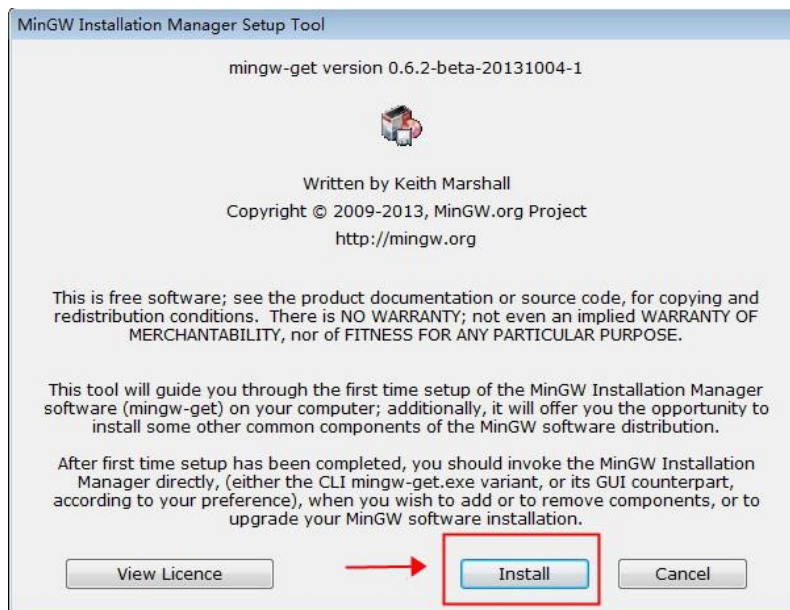 MinGW Installation Manager Setup Tool
mingw-get version 0.6.2-beta-20131004-1
Written by Keith Marshall
Copyright © 2009-2013, MinGW.org Project
http://mingw.org
This is free software; see the product documentation or source code, for copying and
redistribution conditions.  There is NO WARRANTY; not even an implied WARRANTY OF
MERCHANTABILITY, nor of FITNESS FOR ANY PARTICULAR PURPOSE.
This tool will guide you through the first time setup of the MinGW Installation Manager
software (mingw-get) on your computer; additionally, it will offer you the opportunity to
install some other common components of the MinGW software distribution.
After first time setup has been completed, you should invoke the MinGW Installation
Manager directly, (either the CLI mingw-get.exe variant, or its GUI counterpart,
according to your preference), when you wish to add or to remove components, or to
upgrade your MinGW software installation.
View Licence
Install
Cancel